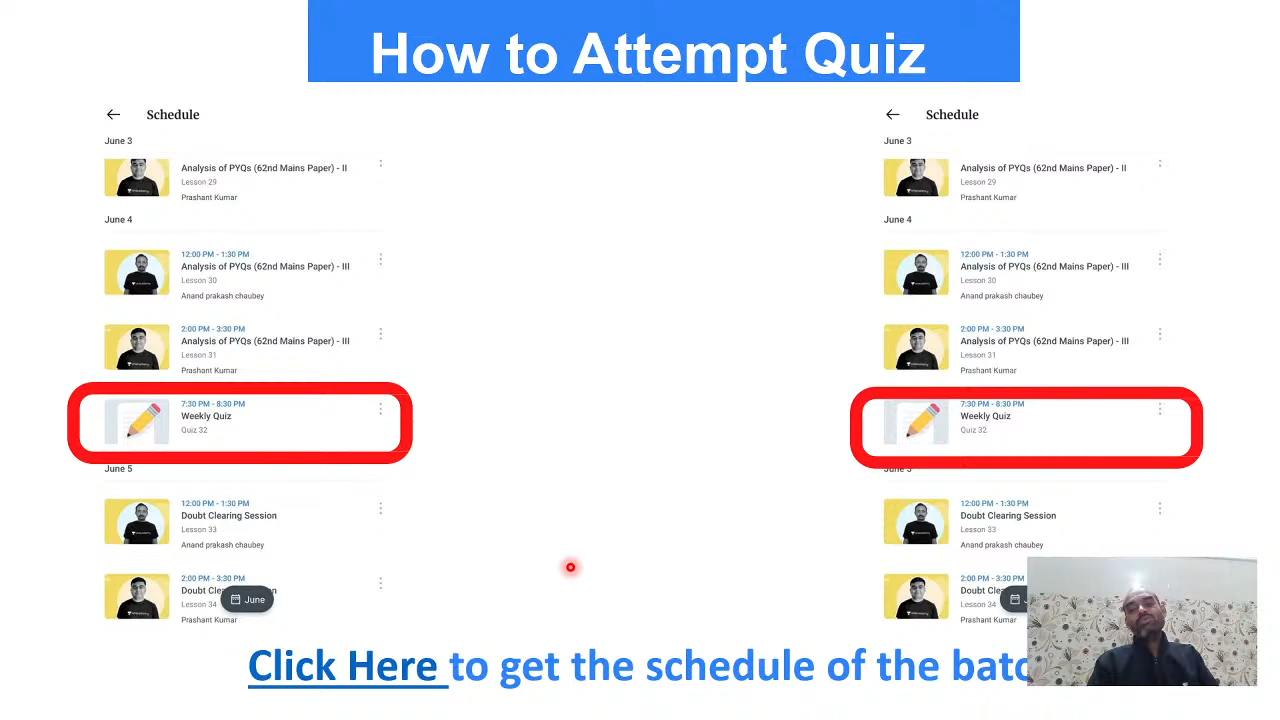 How to Attempt Quiz
Schedule
June 3
Analysis of PYQs (62nd Mains Paper) - II
Lesson 29
Prashant Kumar
June 4
12:00 PM - 1:30 PM
Analysis of PYQs (62nd Mains Paper) - III
Lesson 30
Anand prakash chaubey
2:00 PM - 3:30 PM
Analysis of PYQs (62nd Mains Paper) - III
Lesson 31
Prashant Kumar
7:30 PM - 8:30 PM
Weekly Quiz
Quiz 32
June 5
12:00 PM - 1:30 PM
Doubt Clearing Session
Lesson 33
Anand prakash chaubey
2:00 PM - 3:30 PM
Lesson 34
June
Prashant Kumar
Schedule
June 3
Analysis of PYQs (62nd Mains Paper) - II
Lesson 29
Prashant Kumar
June 4
12:00 PM - 1:30 PM
Analysis of PYQs (62nd Mains Paper) - III
Lesson 30
Anand prakash chaubey
2:00 PM - 3:30 PM
Analysis of PYQs (62nd Mains Paper) - III
Lesson 31
Prashant Kumar
7:30 PM - 8:30 PM
Weekly Quiz
Quiz 32
12:00 PM - 1:30 PM
Doubt Clearing Session
Lesson 33
Anand prakash chaubey
2:00 PM - 3:30
Lesson 34
Prashant Kumar
Click Here to get the schedule of the